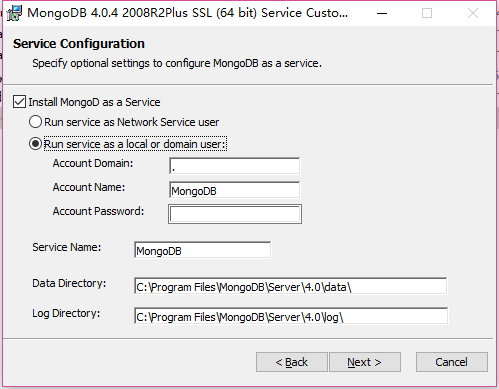 MongoDB 4.0.4 2008R2Plus SSL (64 bit) Service Custo...
Service Configuration
Specify optional settings to configure MongoDB as a service.
Install MongoD as a Service
Run service as Network Service user
Run service as a local or domain user:
Account Domain: .
Account Name: MongoDB
Account Password:
Service Name: MongoDB
Data Directory: C:\Program Files\MongoDB\Server\4.0\data\
Log Directory: C:\Program Files\MongoDB\Server\4.0\log\
< Back Next > Cancel